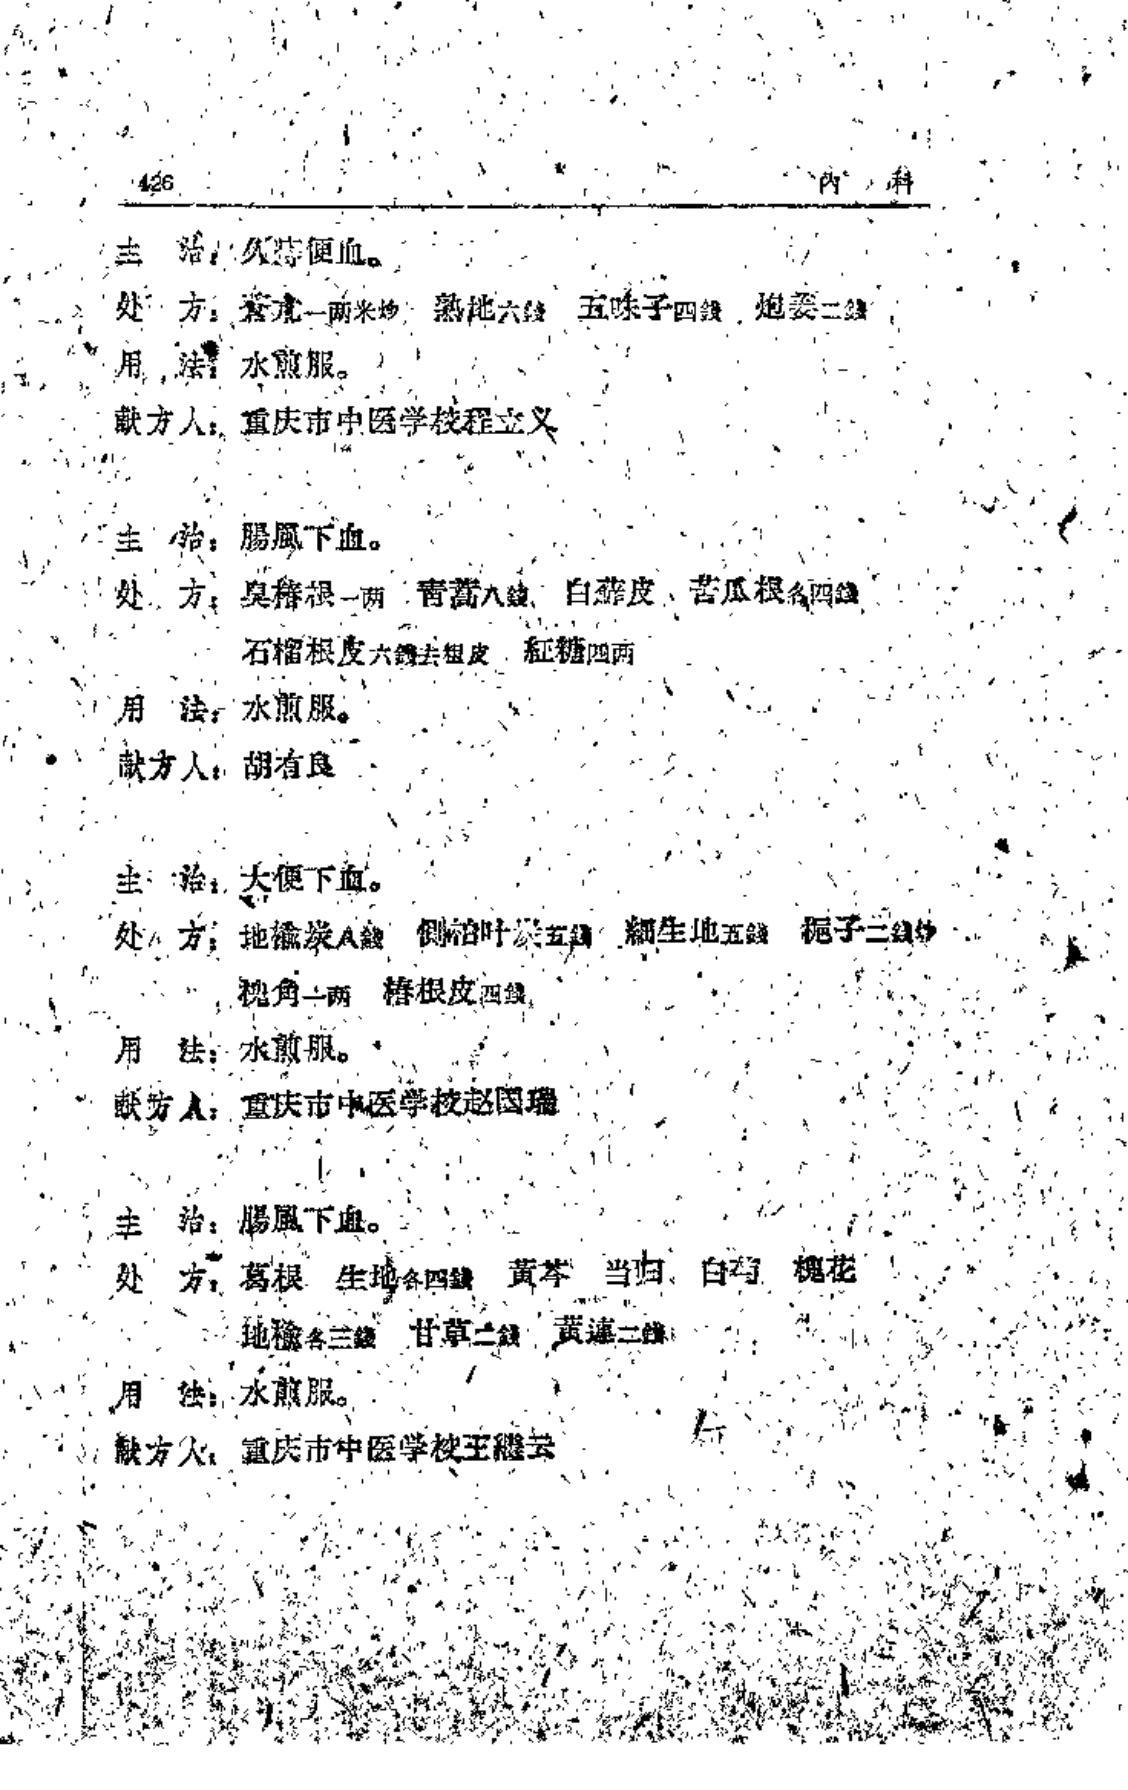 426 內科
主治：久痔便血。
处方：蒼朮一两米炒 熟地六錢 五味子四錢 炮姜二錢
用法：水煎服。
献方人：重庆市中医学校程立义
主治：腸風下血。
处方：臭椿根一两 青蒿八錢 白蘚皮 苦瓜根各四錢
石榴根皮六錢去粗皮 紅糖四两
用法：水煎服。
献方人：胡有良
主治：大便下血。
处方：地楡炭八錢 側柏叶炭五錢 細生地五錢 梔子二錢炒
槐角一两 椿根皮四錢
用法：水煎服。
献方人：重庆市中医学校赵国瑞
主治：腸風下血。
处方：葛根 生地各四錢 黃芩 当归 白芍 槐花
地楡各三錢 甘草二錢 黃連二錢
用法：水煎服。
献方人：重庆市中医学校王繼云